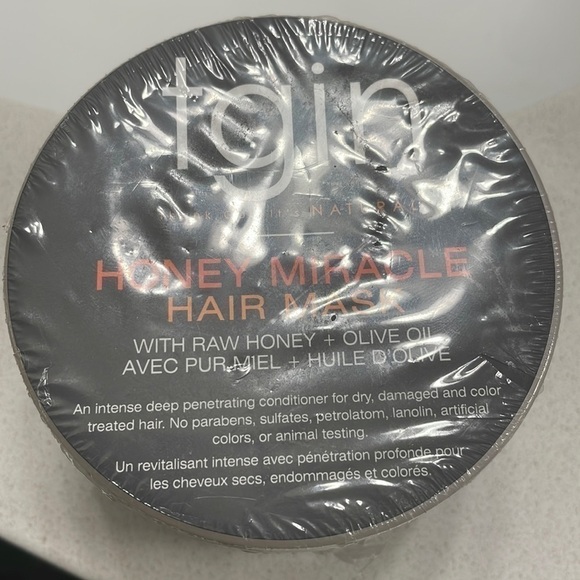 tgin
NATURAL
HONEY MIRACLE
HAIR MASK
WITH RAW HONEY + OLIVE OIL
AVEC PUR MIEL + HUILE D'OLIVE
An intense deep penetrating conditioner for dry, damaged and color
treated hair. No parabens, sulfates, petrolatom, lanolin, artificial
colors, or animal testing.
Un revitalisant intense avec pénétration profonde pour
les cheveux secs, endommagés et colorés.